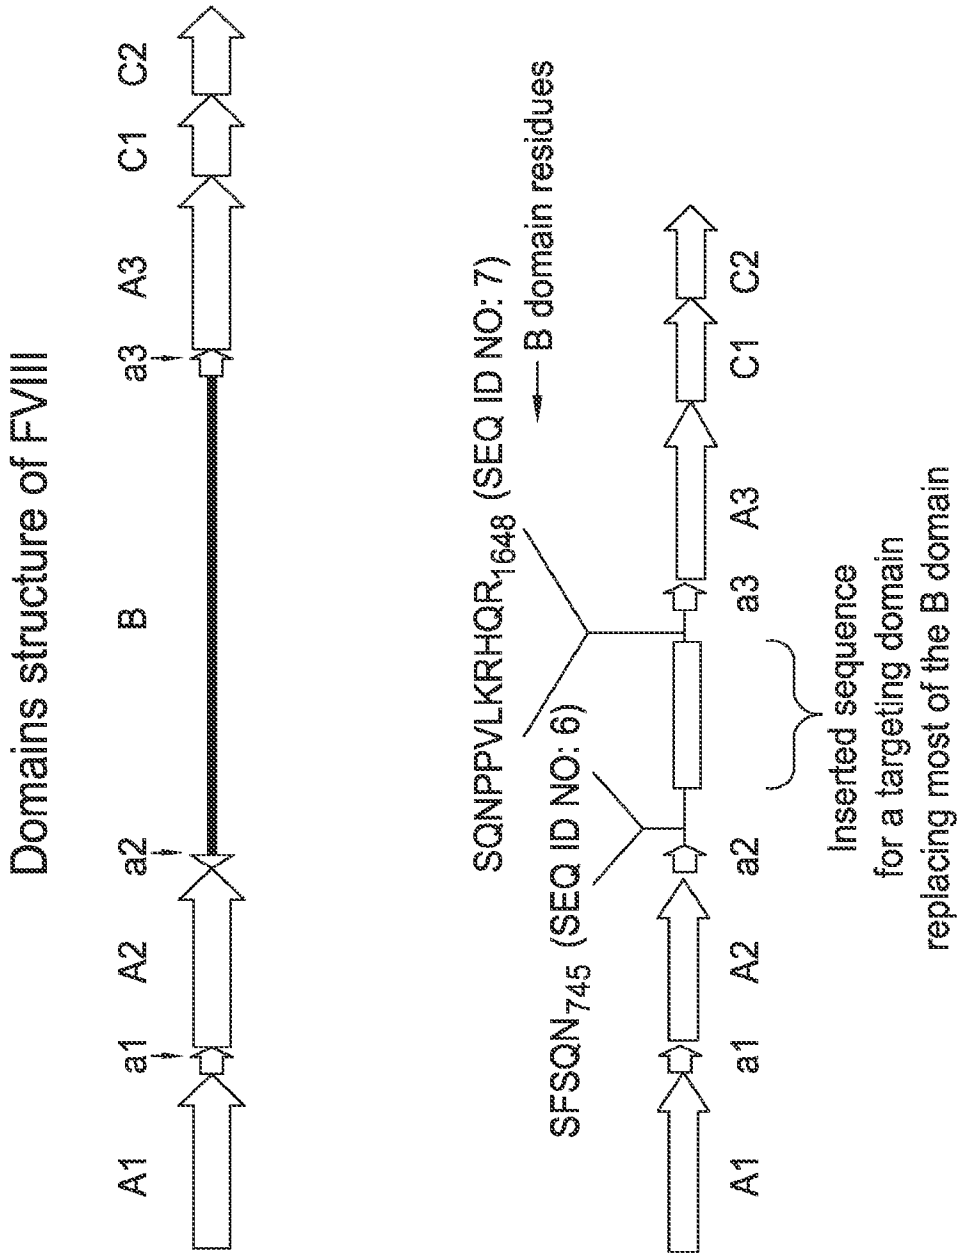 Domains structure of FVIII
A1 a1 A2 a2 B a3 A3 C1 C2
SQNPPVLKRHQR1648 (SEQ ID NO: 7)
B domain residues
SFSQN745 (SEQ ID NO: 6)
A1 a1 A2 a2 a3 A3 C1 C2
Inserted sequence
for a targeting domain
replacing most of the B domain